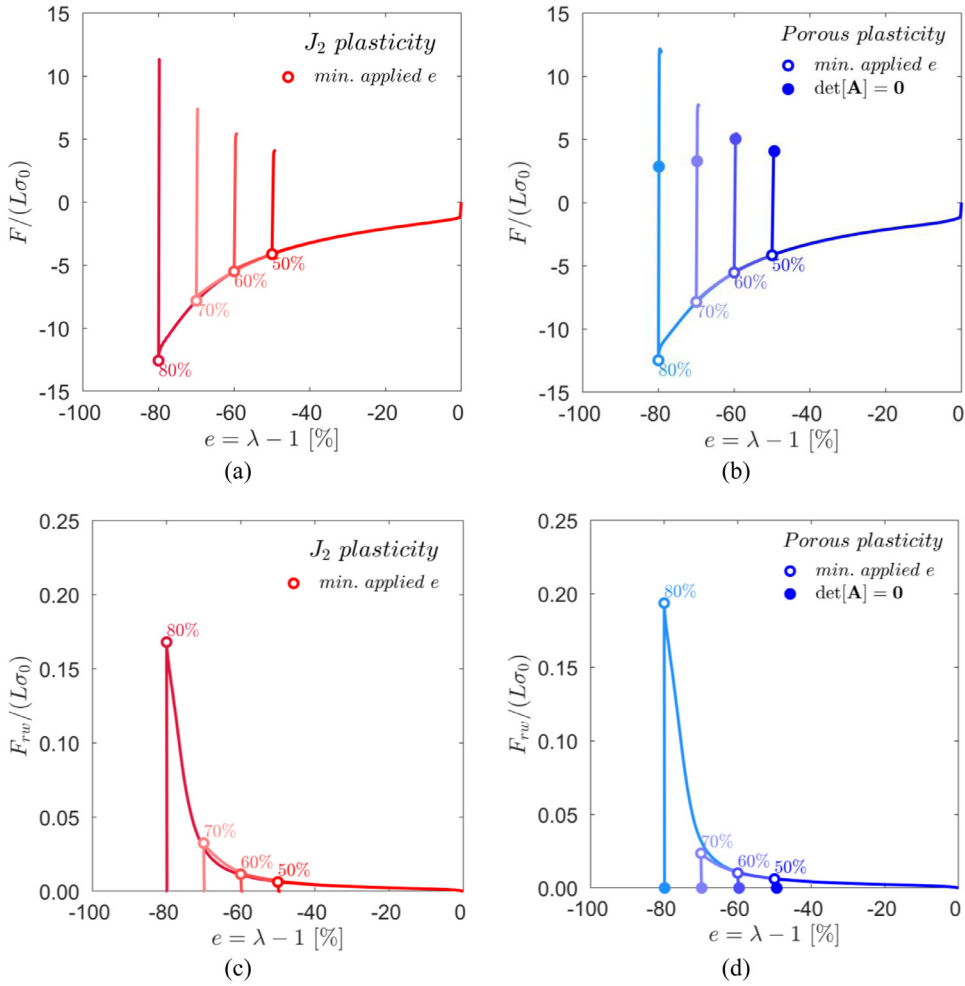 15
10
5
0
-5
-10
-15
F/(Lσ₀)
J₂ plasticity
min. applied e
50%
60%
70%
80%
-100 -80 -60 -40 -20 0
e = λ − 1 [%]
(a)
15
10
5
0
-5
-10
-15
F/(Lσ₀)
Porous plasticity
min. applied e
det[A] = 0
50%
60%
70%
80%
-100 -80 -60 -40 -20 0
e = λ − 1 [%]
(b)
0.25
0.20
0.15
0.10
0.05
0.00
F_rw/(Lσ₀)
J₂ plasticity
min. applied e
80%
70%
60%
50%
-100 -80 -60 -40 -20 0
e = λ − 1 [%]
(c)
0.25
0.20
0.15
0.10
0.05
0.00
F_rw/(Lσ₀)
Porous plasticity
min. applied e
det[A] = 0
80%
70%
60%
50%
-100 -80 -60 -40 -20 0
e = λ − 1 [%]
(d)